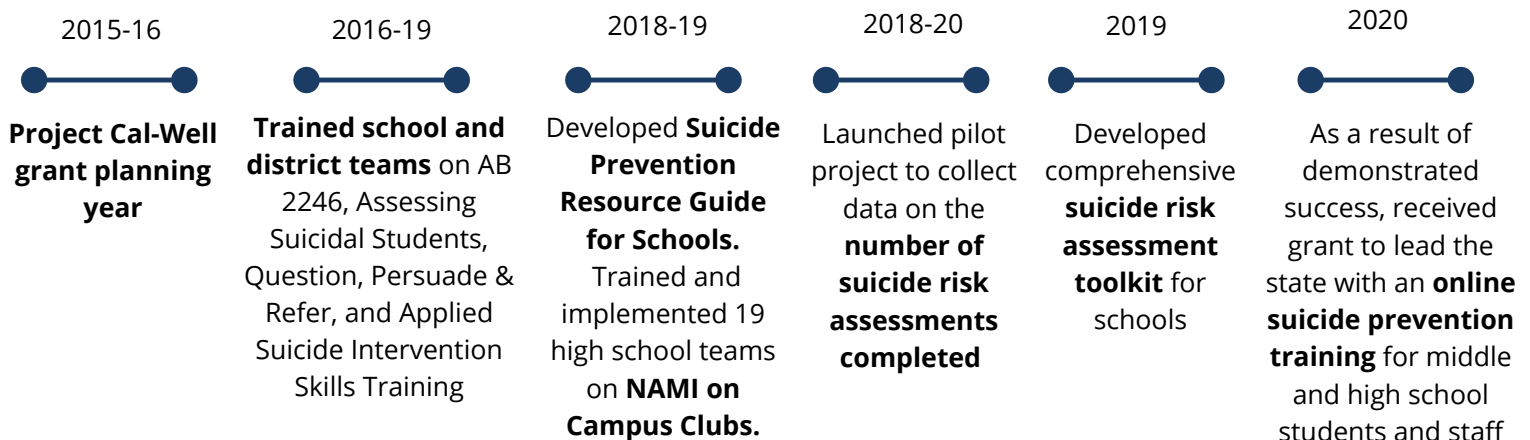 2015-16
Project Cal-Well
grant planning
year
2016-19
Trained school and
district teams on AB
2246, Assessing
Suicidal Students,
Question, Persuade &
Refer, and Applied
Suicide Intervention
Skills Training
2018-19
Developed Suicide
Prevention
Resource Guide
for Schools.
Trained and
implemented 19
high school teams
on NAMI on
Campus Clubs.
2018-20
Launched pilot
project to collect
data on the
number of
suicide risk
assessments
completed
2019
Developed
comprehensive
suicide risk
assessment
toolkit for
schools
2020
As a result of
demonstrated
success, received
grant to lead the
state with an online
suicide prevention
training for middle
and high school
students and staff